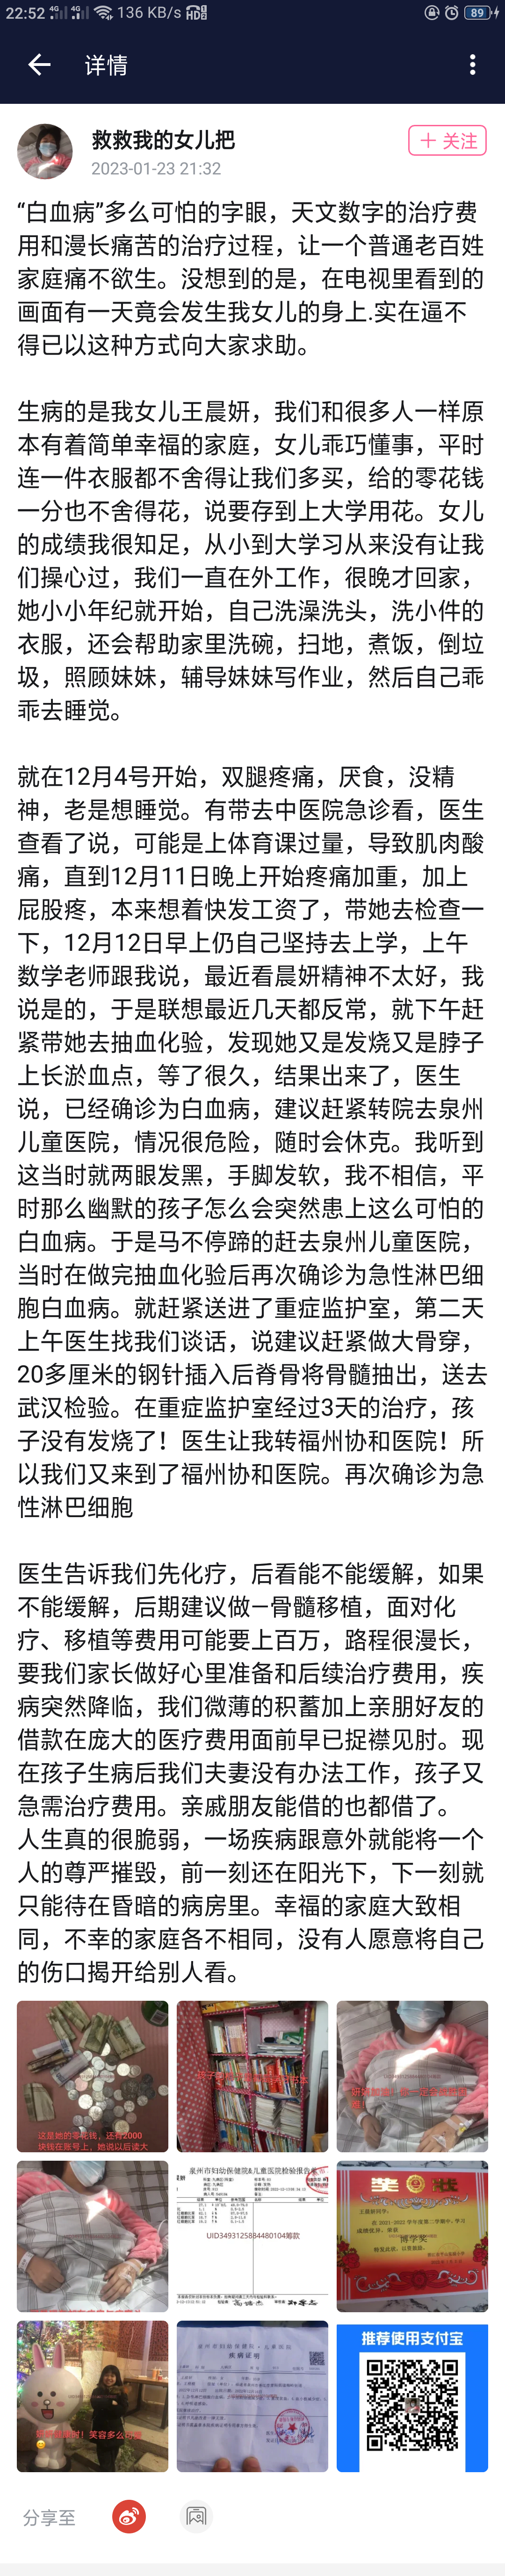 22:52 4G 4G 136 KB/s HD 89
详情
救救我的女儿把
2023-01-23 21:32
＋ 关注
“白血病”多么可怕的字眼，天文数字的治疗费
用和漫长痛苦的治疗过程，让一个普通老百姓
家庭痛不欲生。没想到的是，在电视里看到的
画面有一天竟会发生我女儿的身上.实在逼不
得已以这种方式向大家求助。
生病的是我女儿王晨妍，我们和很多人一样原
本有着简单幸福的家庭，女儿乖巧懂事，平时
连一件衣服都不舍得让我们多买，给的零花钱
一分也不舍得花，说要存到上大学用花。女儿
的成绩我很知足，从小到大学习从来没有让我
们操心过，我们一直在外工作，很晚才回家，
她小小年纪就开始，自己洗澡洗头，洗小件的
衣服，还会帮助家里洗碗，扫地，煮饭，倒垃
圾，照顾妹妹，辅导妹妹写作业，然后自己乖
乖去睡觉。
就在12月4号开始，双腿疼痛，厌食，没精
神，老是想睡觉。有带去中医院急诊看，医生
查看了说，可能是上体育课过量，导致肌肉酸
痛，直到12月11日晚上开始疼痛加重，加上
屁股疼，本来想着快发工资了，带她去检查一
下，12月12日早上仍自己坚持去上学，上午
数学老师跟我说，最近看晨妍精神不太好，我
说是的，于是联想最近几天都反常，就下午赶
紧带她去抽血化验，发现她又是发烧又是脖子
上长淤血点，等了很久，结果出来了，医生
说，已经确诊为白血病，建议赶紧转院去泉州
儿童医院，情况很危险，随时会休克。我听到
这当时就两眼发黑，手脚发软，我不相信，平
时那么幽默的孩子怎么会突然患上这么可怕的
白血病。于是马不停蹄的赶去泉州儿童医院，
当时在做完抽血化验后再次确诊为急性淋巴细
胞白血病。就赶紧送进了重症监护室，第二天
上午医生找我们谈话，说建议赶紧做大骨穿，
20多厘米的钢针插入后脊骨将骨髓抽出，送去
武汉检验。在重症监护室经过3天的治疗，孩
子没有发烧了！医生让我转福州协和医院！所
以我们又来到了福州协和医院。再次确诊为急
性淋巴细胞
医生告诉我们先化疗，后看能不能缓解，如果
不能缓解，后期建议做—骨髓移植，面对化
疗、移植等费用可能要上百万，路程很漫长，
要我们家长做好心里准备和后续治疗费用，疾
病突然降临，我们微薄的积蓄加上亲朋好友的
借款在庞大的医疗费用面前早已捉襟见肘。现
在孩子生病后我们夫妻没有办法工作，孩子又
急需治疗费用。亲戚朋友能借的也都借了。
人生真的很脆弱，一场疾病跟意外就能将一个
人的尊严摧毁，前一刻还在阳光下，下一刻就
只能待在昏暗的病房里。幸福的家庭大致相
同，不幸的家庭各不相同，没有人愿意将自己
的伤口揭开给别人看。
这是她的零花钱，还有2000
块钱在账号上，她说以后读大
泉州市妇幼保健院&儿童医院检验报告
UID3493125884480104筹款
奖状
博学奖
笑容多么
泉州市妇幼保健院·儿童医院
疾病证明
推荐使用支付宝
分享至